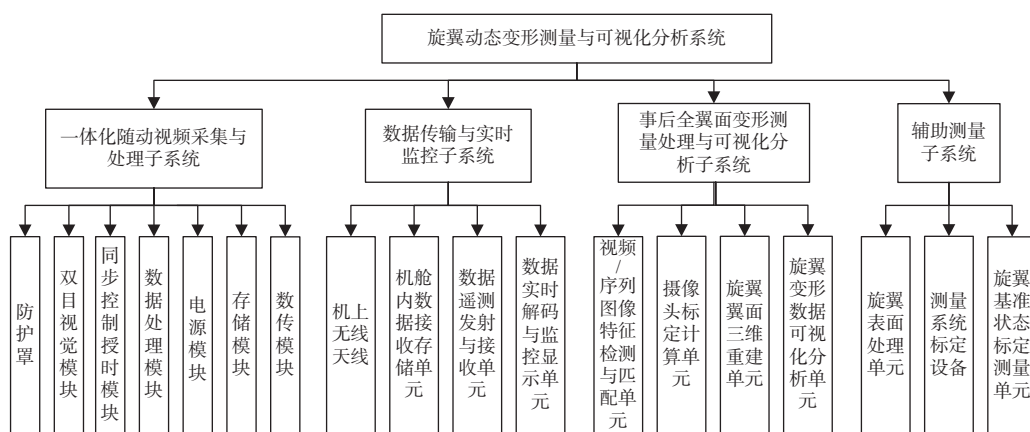 旋翼动态变形测量与可视化分析系统
一体化随动视频采集与
处理子系统
数据传输与实时
监控子系统
事后全翼面变形测
量处理与可视化分
析子系统
辅助测量
子系统
防护罩
双目视觉模块
同步控制授时模块
数据处理模块
电源模块
存储模块
数传模块
机上
无线
天线
机舱
内数
据接
收存
储单
元
数据
遥测
发射
与接
收单
元
数据
实时
解码
与监
控显
示单
元
视频
/
序列
图像
特征
检测
与匹
配单
元
摄像
头标
定计
算单
元
旋翼
翼面
三维
重建
单元
旋翼
变形
数据
可视
化分
析单
元
旋翼
表面
处理
单元
测量
系统
标定
设备
旋翼
基准
状态
标定
测量
单元